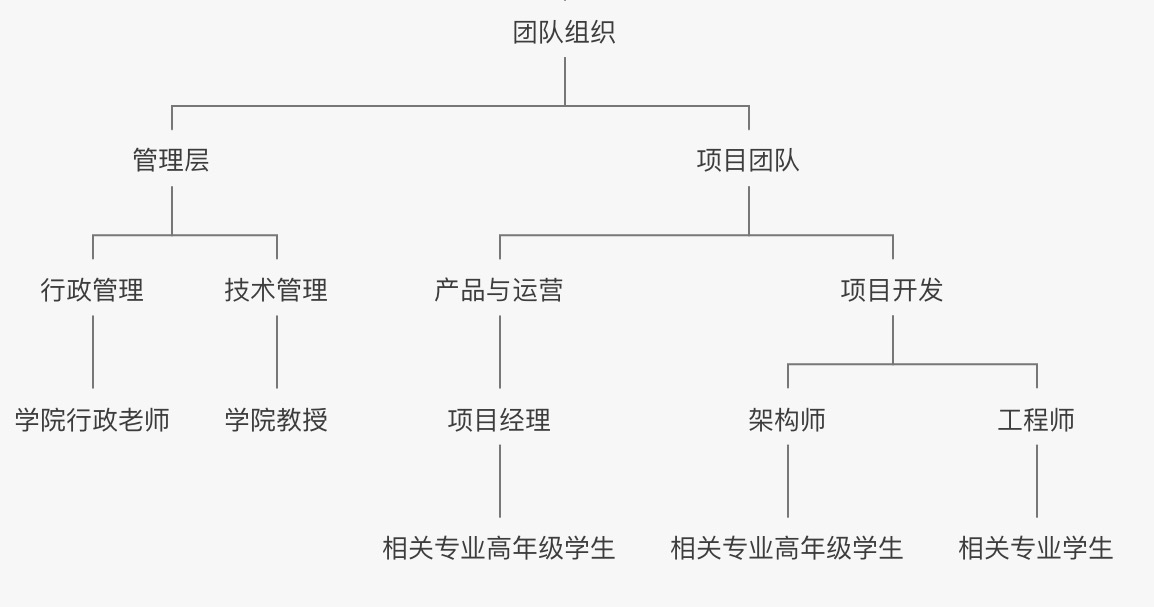 团队组织
管理层
项目团队
行政管理
技术管理
产品与运营
项目开发
学院行政老师
学院教授
项目经理
架构师
工程师
相关专业高年级学生
相关专业高年级学生
相关专业学生